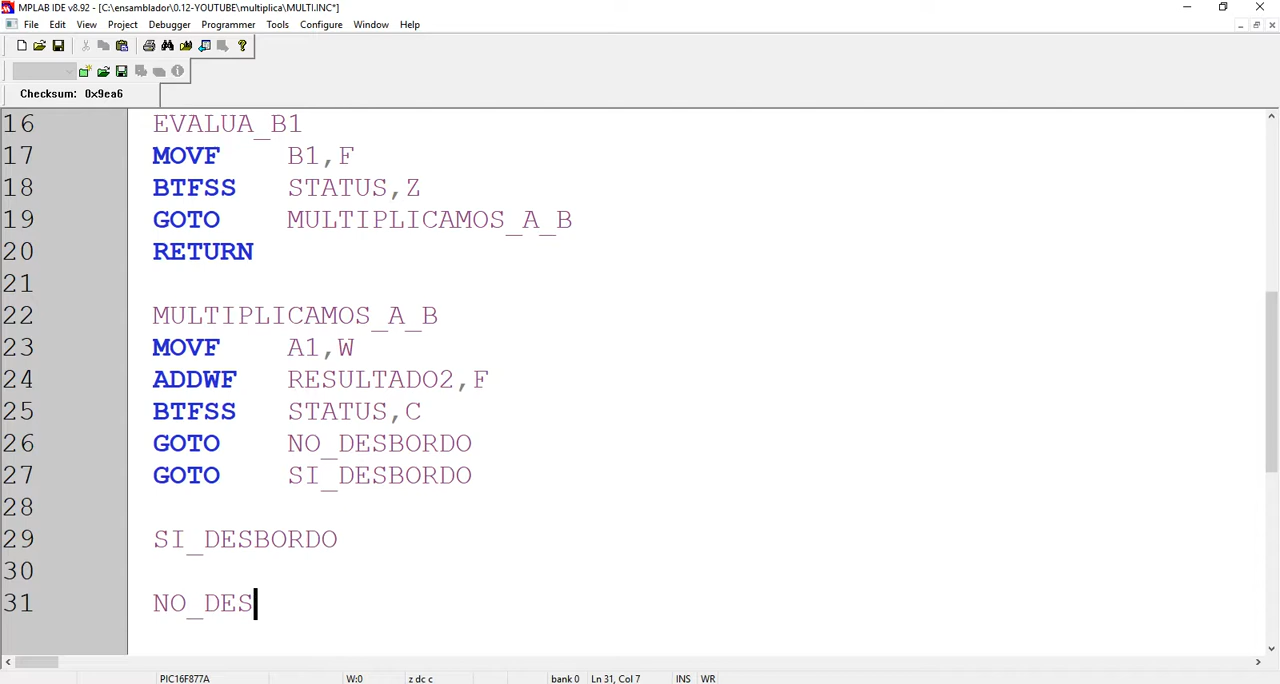 MPLAB IDE v8.92 - [C:\ensamblador\0.12-YOUTUBE\multiplica\MULTI.INC*]
File Edit View Project Debugger Programmer Tools Configure Window Help
Checksum: 0x9ea6
16 EVALUA_B1
17 MOVF B1,F
18 BTFSS STATUS,Z
19 GOTO MULTIPLICAMOS_A_B
20 RETURN
21
22 MULTIPLICAMOS_A_B
23 MOVF A1,W
24 ADDWF RESULTADO2,F
25 BTFSS STATUS,C
26 GOTO NO_DESBORDO
27 GOTO SI_DESBORDO
28
29 SI_DESBORDO
30
31 NO_DES
PIC16F877A W:0 z dc c bank 0 Ln 31, Col 7 INS WR